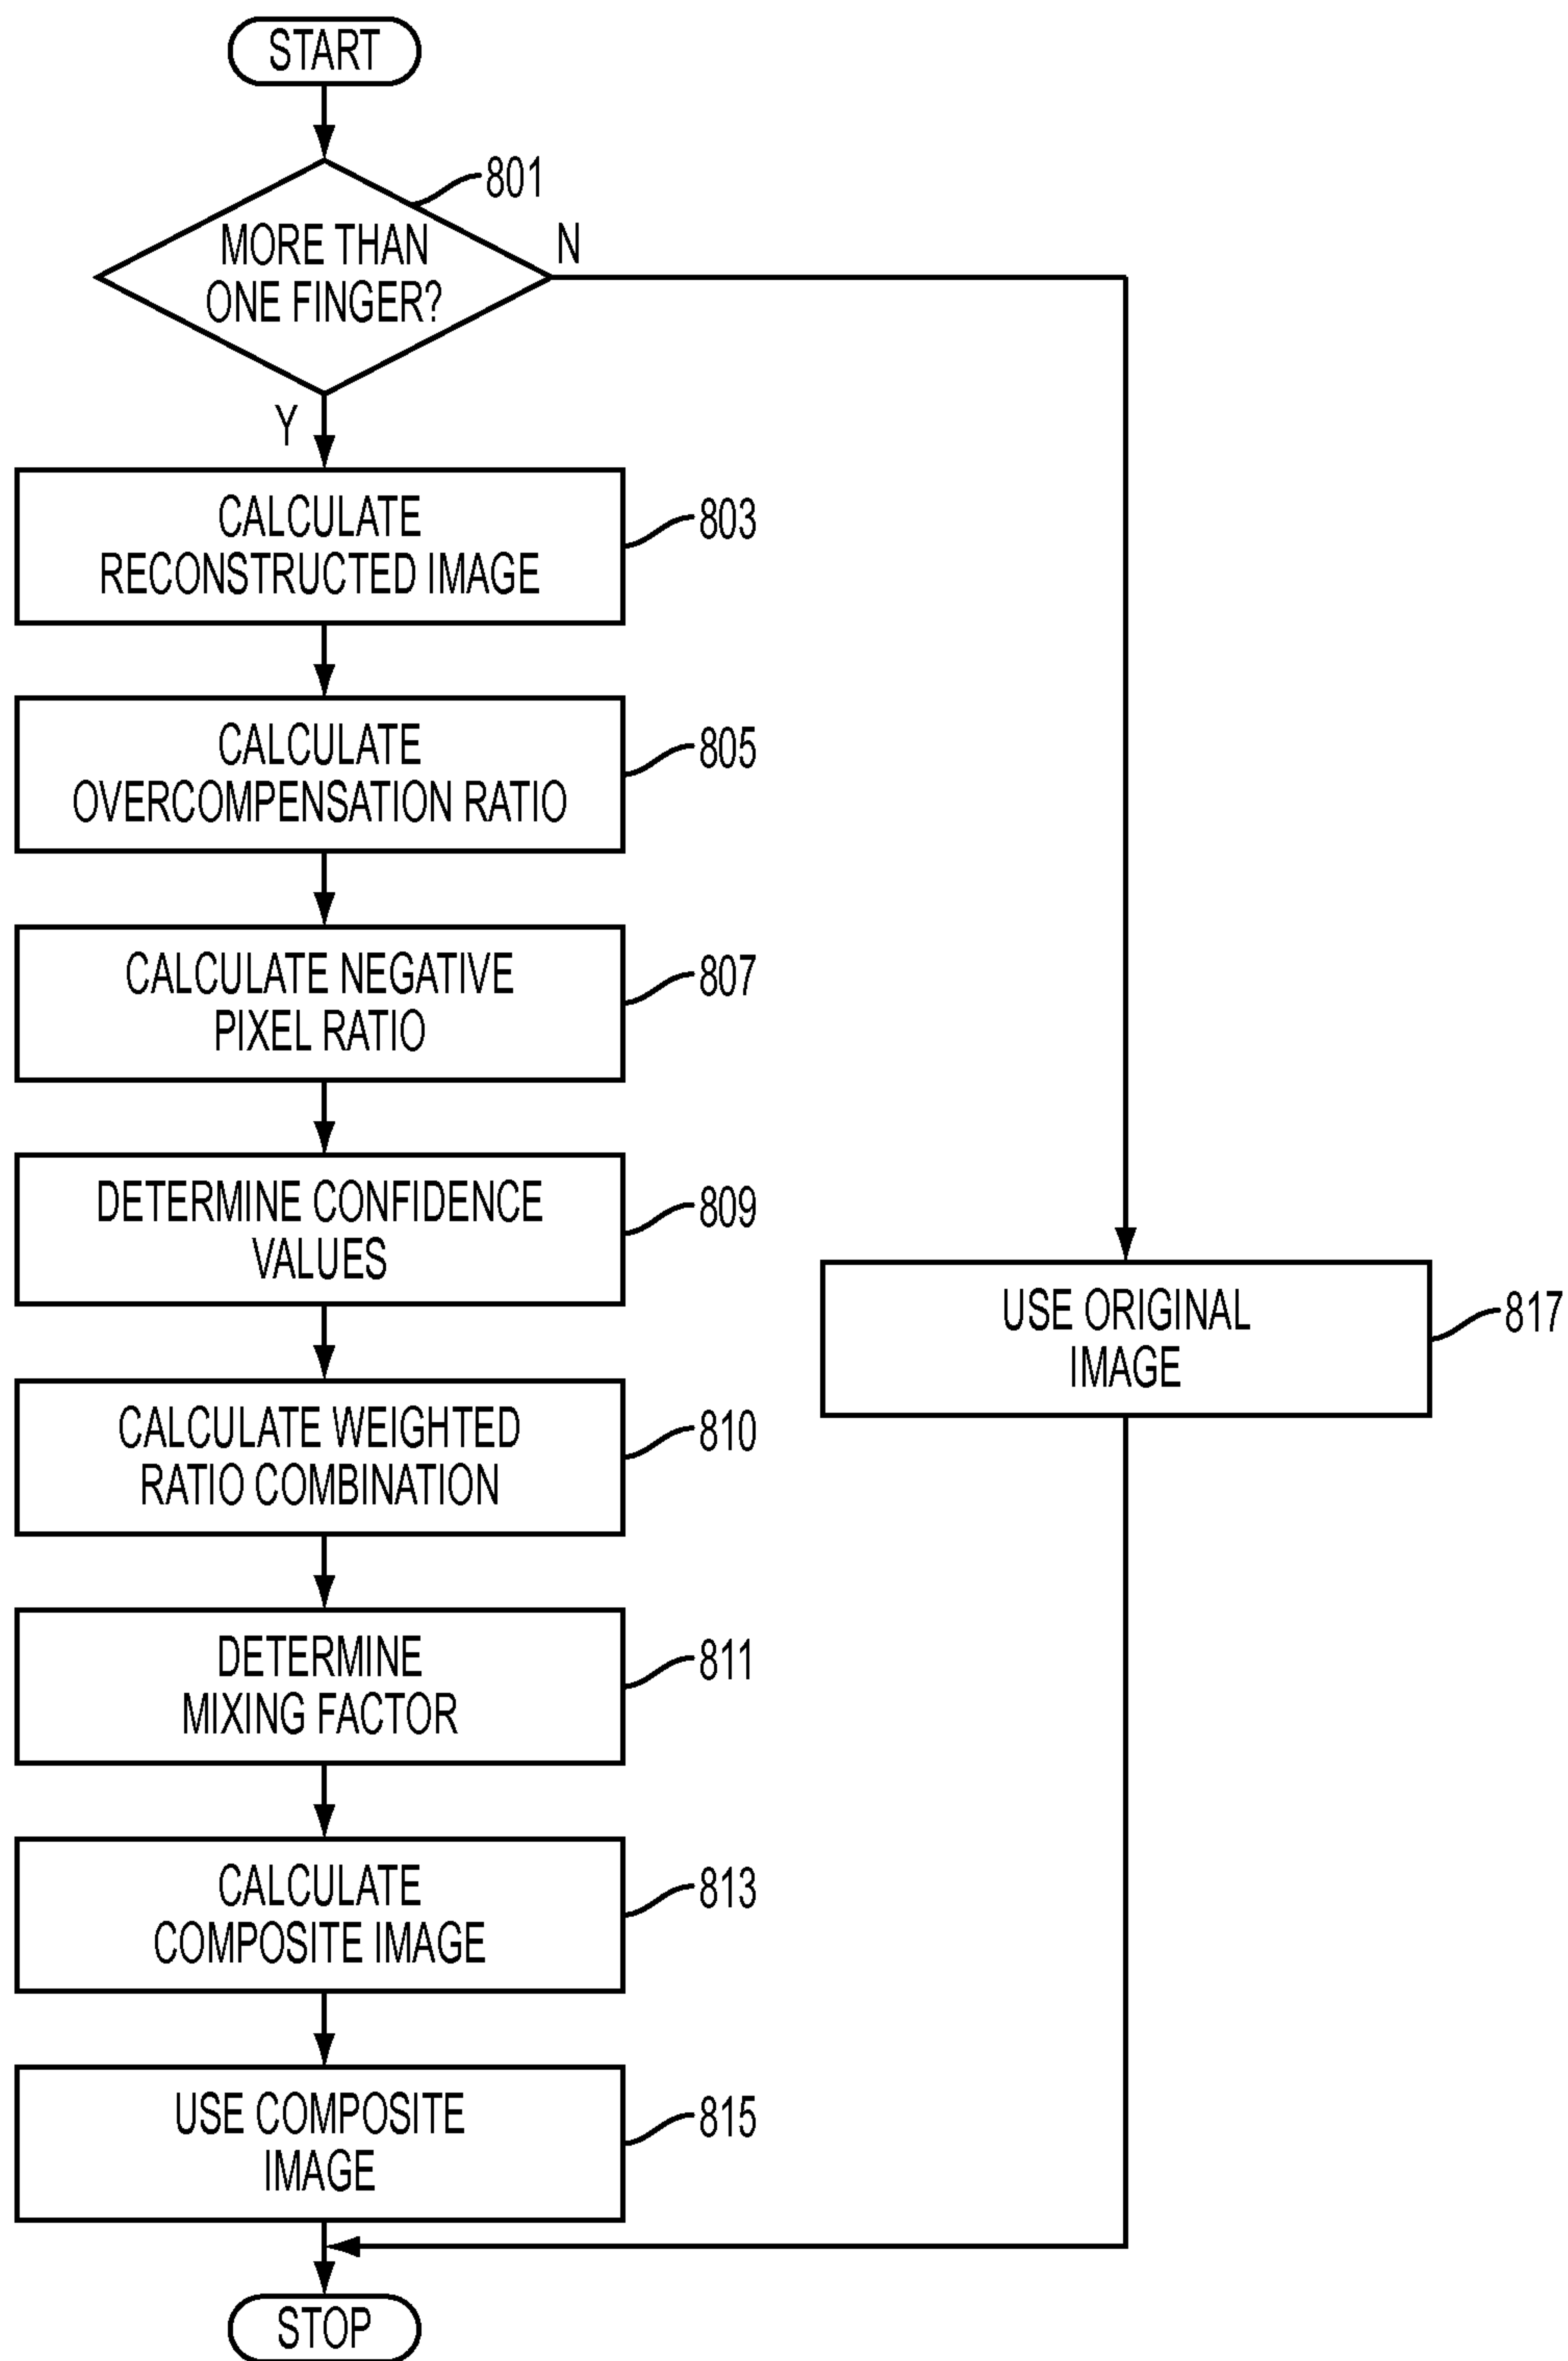 START
801
MORE THAN
ONE FINGER?
N
Y
CALCULATE
RECONSTRUCTED IMAGE
803
CALCULATE
OVERCOMPENSATION RATIO
805
CALCULATE NEGATIVE
PIXEL RATIO
807
DETERMINE CONFIDENCE
VALUES
809
USE ORIGINAL
IMAGE
817
CALCULATE WEIGHTED
RATIO COMBINATION
810
DETERMINE
MIXING FACTOR
811
CALCULATE
COMPOSITE IMAGE
813
USE COMPOSITE
IMAGE
815
STOP